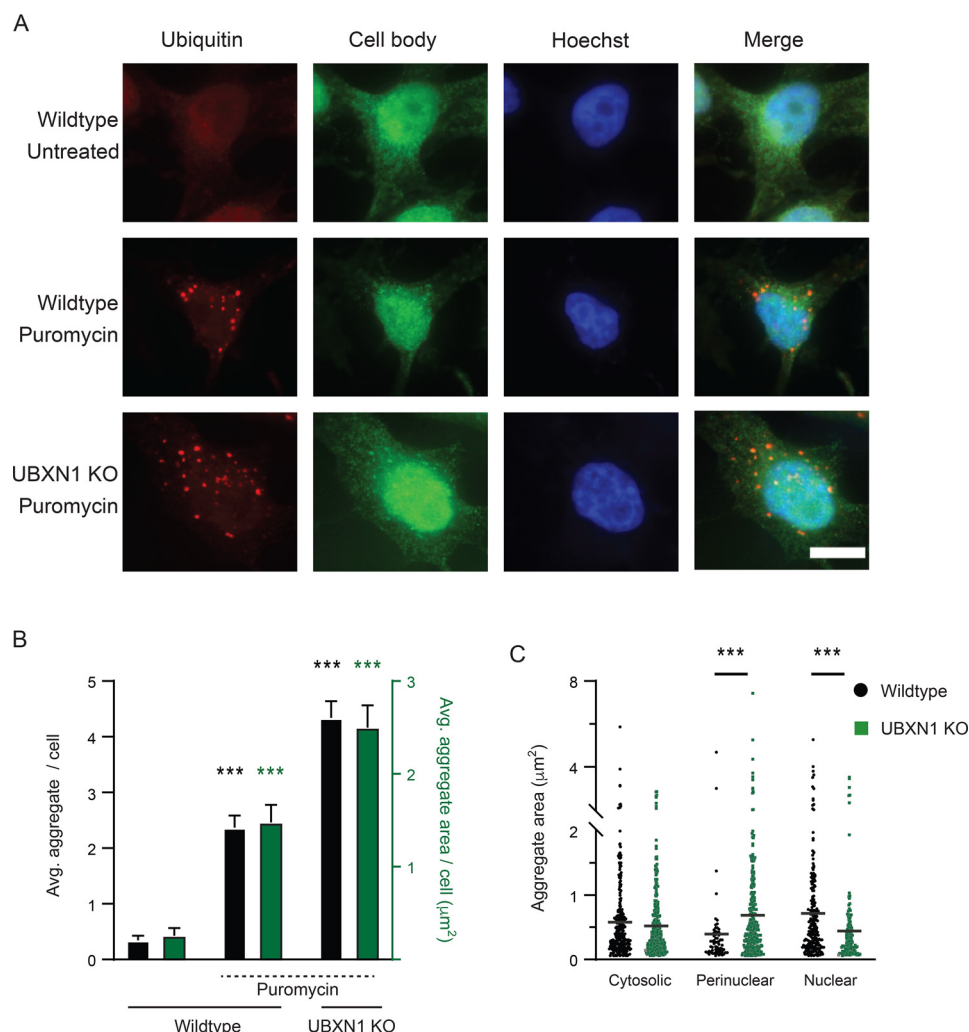 A
Ubiquitin Cell body Hoechst Merge
Wildtype
Untreated
Wildtype
Puromycin
UBXN1 KO
Puromycin
B
Avg. aggregate / cell
5
4
3
2
1
0
*** ***
*** ***
3
2
1
Avg. aggregate area / cell (μm²)
Puromycin
Wildtype UBXN1 KO
C
*** ***
Wildtype
UBXN1 KO
Aggregate area (μm²)
8
4
2
1
0
Cytosolic Perinuclear Nuclear